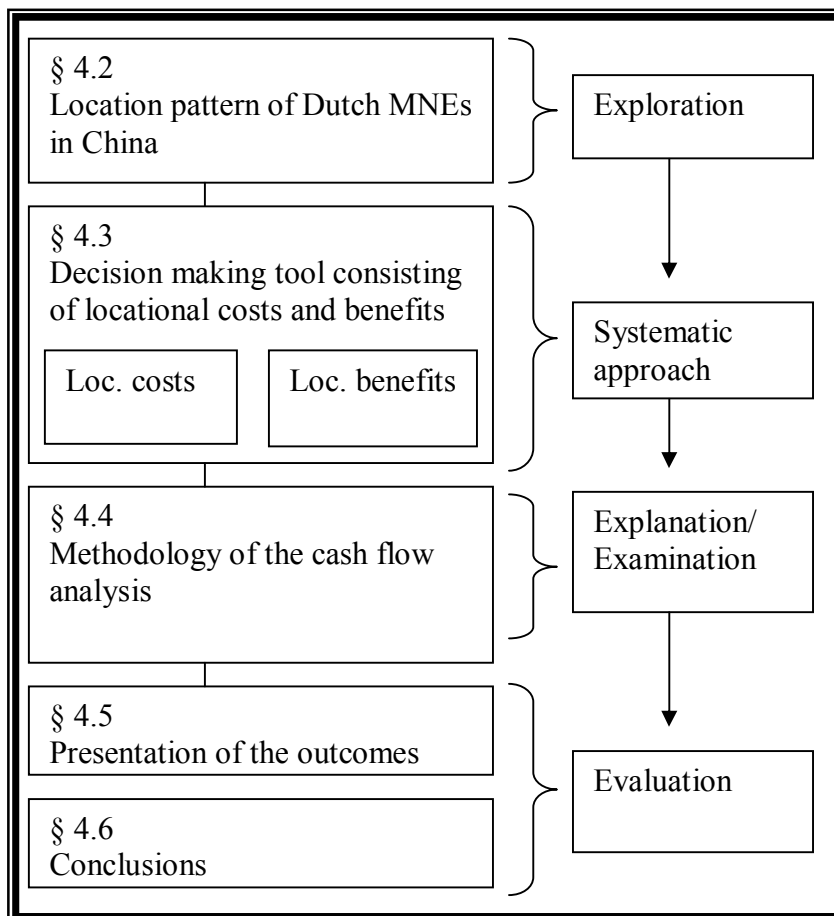 § 4.2
Location pattern of Dutch MNEs
in China
Exploration
§ 4.3
Decision making tool consisting
of locational costs and benefits
Loc. costs
Loc. benefits
Systematic
approach
§ 4.4
Methodology of the cash flow
analysis
Explanation/
Examination
§ 4.5
Presentation of the outcomes
§ 4.6
Conclusions
Evaluation